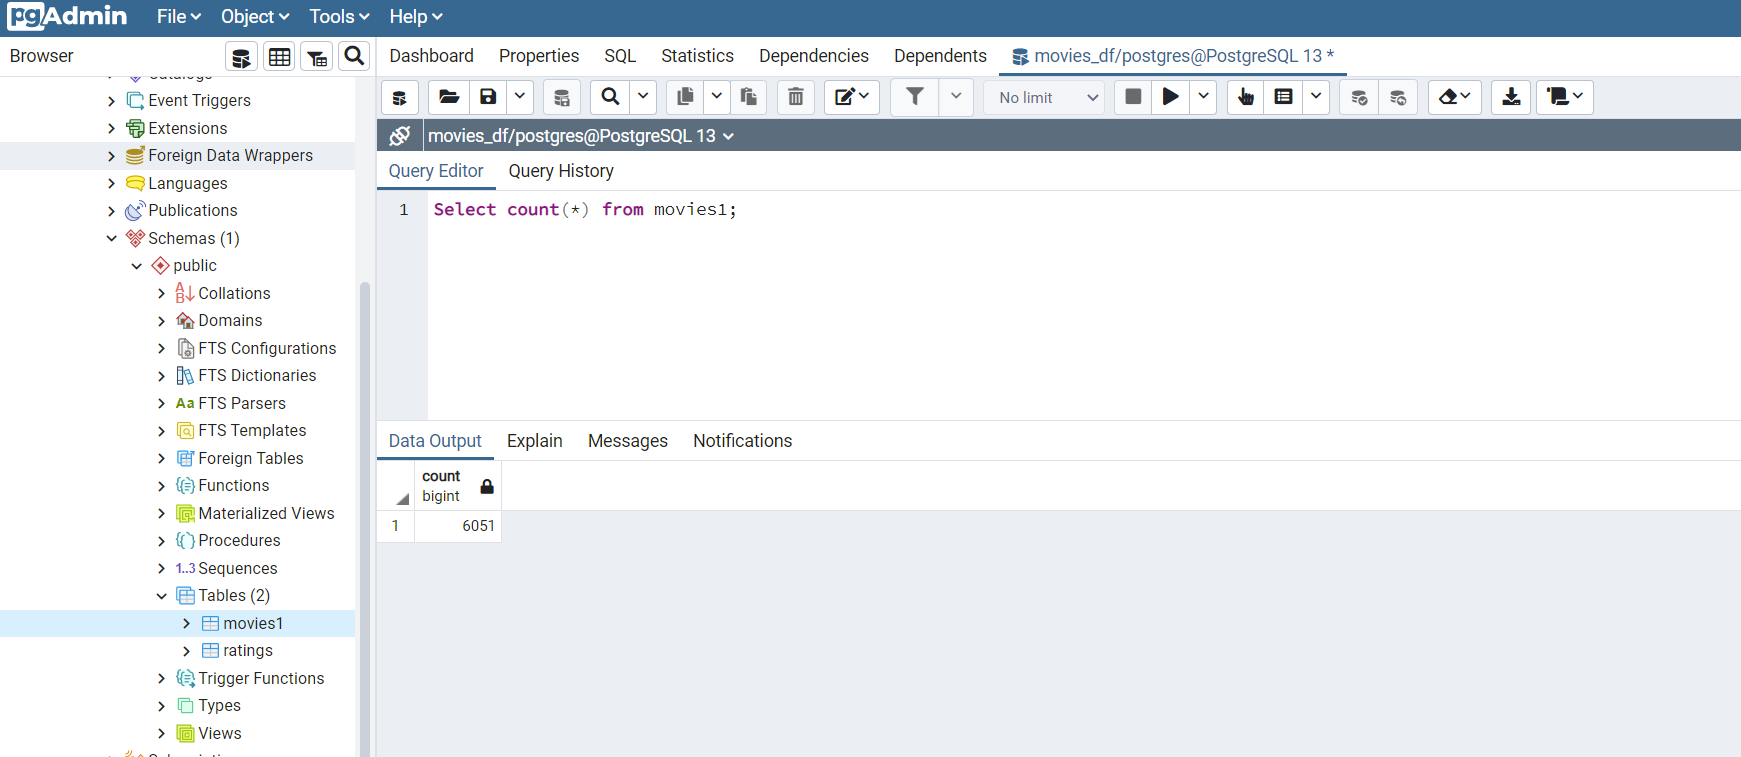 pgAdmin File Object Tools Help
Browser
Dashboard Properties SQL Statistics Dependencies Dependents movies_df/postgres@PostgreSQL 13 *
Catalogs
Event Triggers
Extensions
Foreign Data Wrappers
Languages
Publications
Schemas (1)
public
Collations
Domains
FTS Configurations
FTS Dictionaries
Aa FTS Parsers
FTS Templates
Foreign Tables
Functions
Materialized Views
Procedures
1..3 Sequences
Tables (2)
movies1
ratings
Trigger Functions
Types
Views
No limit
movies_df/postgres@PostgreSQL 13
Query Editor Query History
1 Select count(*) from movies1;
Data Output Explain Messages Notifications
count
bigint
1 6051